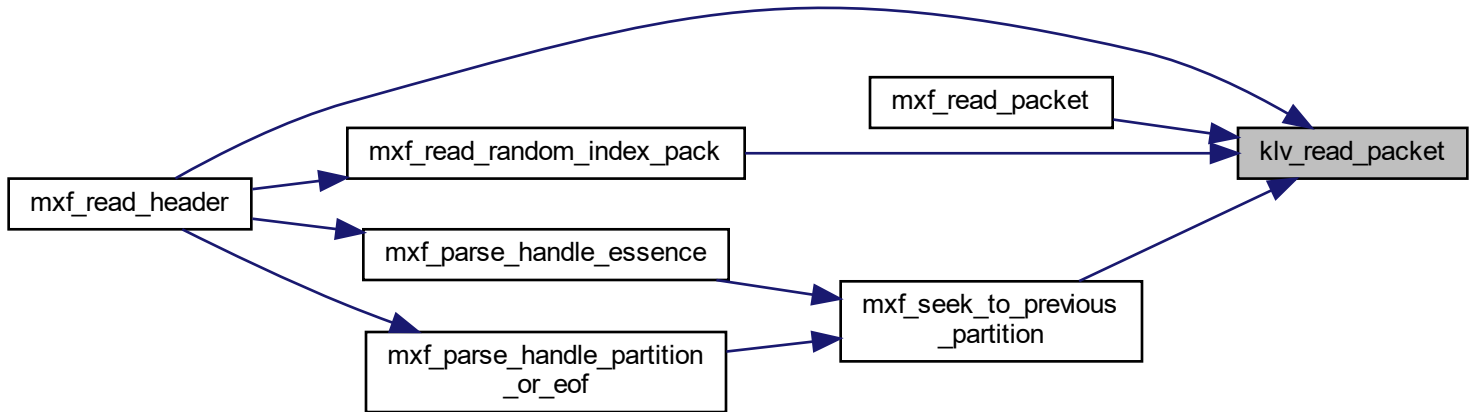 mxf_read_packet
mxf_read_random_index_pack
klv_read_packet
mxf_read_header
mxf_parse_handle_essence
mxf_seek_to_previous
_partition
mxf_parse_handle_partition
_or_eof